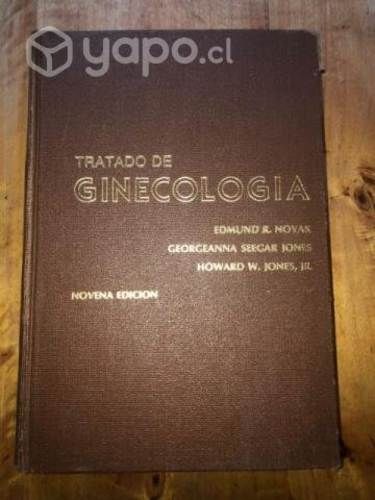 yapo.cl
TRATADO DE
GINECOLOGIA
EDMUND R. NOVAK
GEORGEANNA SEEGAR JONES
HOWARD W. JONES, JR.
NOVENA EDICION